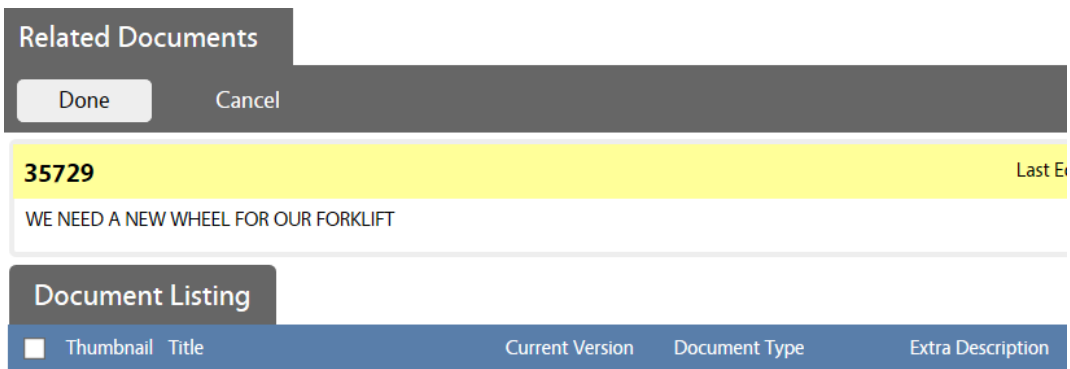 Related Documents
Done Cancel
35729 Last
WE NEED A NEW WHEEL FOR OUR FORKLIFT
Document Listing
Thumbnail Title Current Version Document Type Extra Description